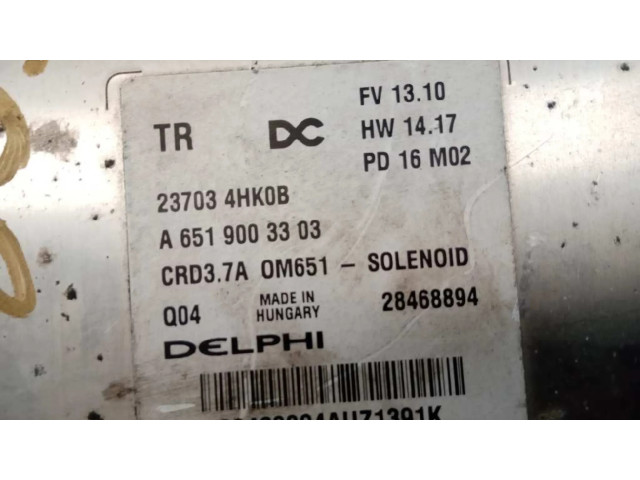 FV 13.10
TR DC HW 14.17
PD 16 M02
23703 4HK0B
A 651 900 33 03
CRD3.7A OM651 – SOLENOID
Q04 MADE IN HUNGARY 28468894
DELPHI